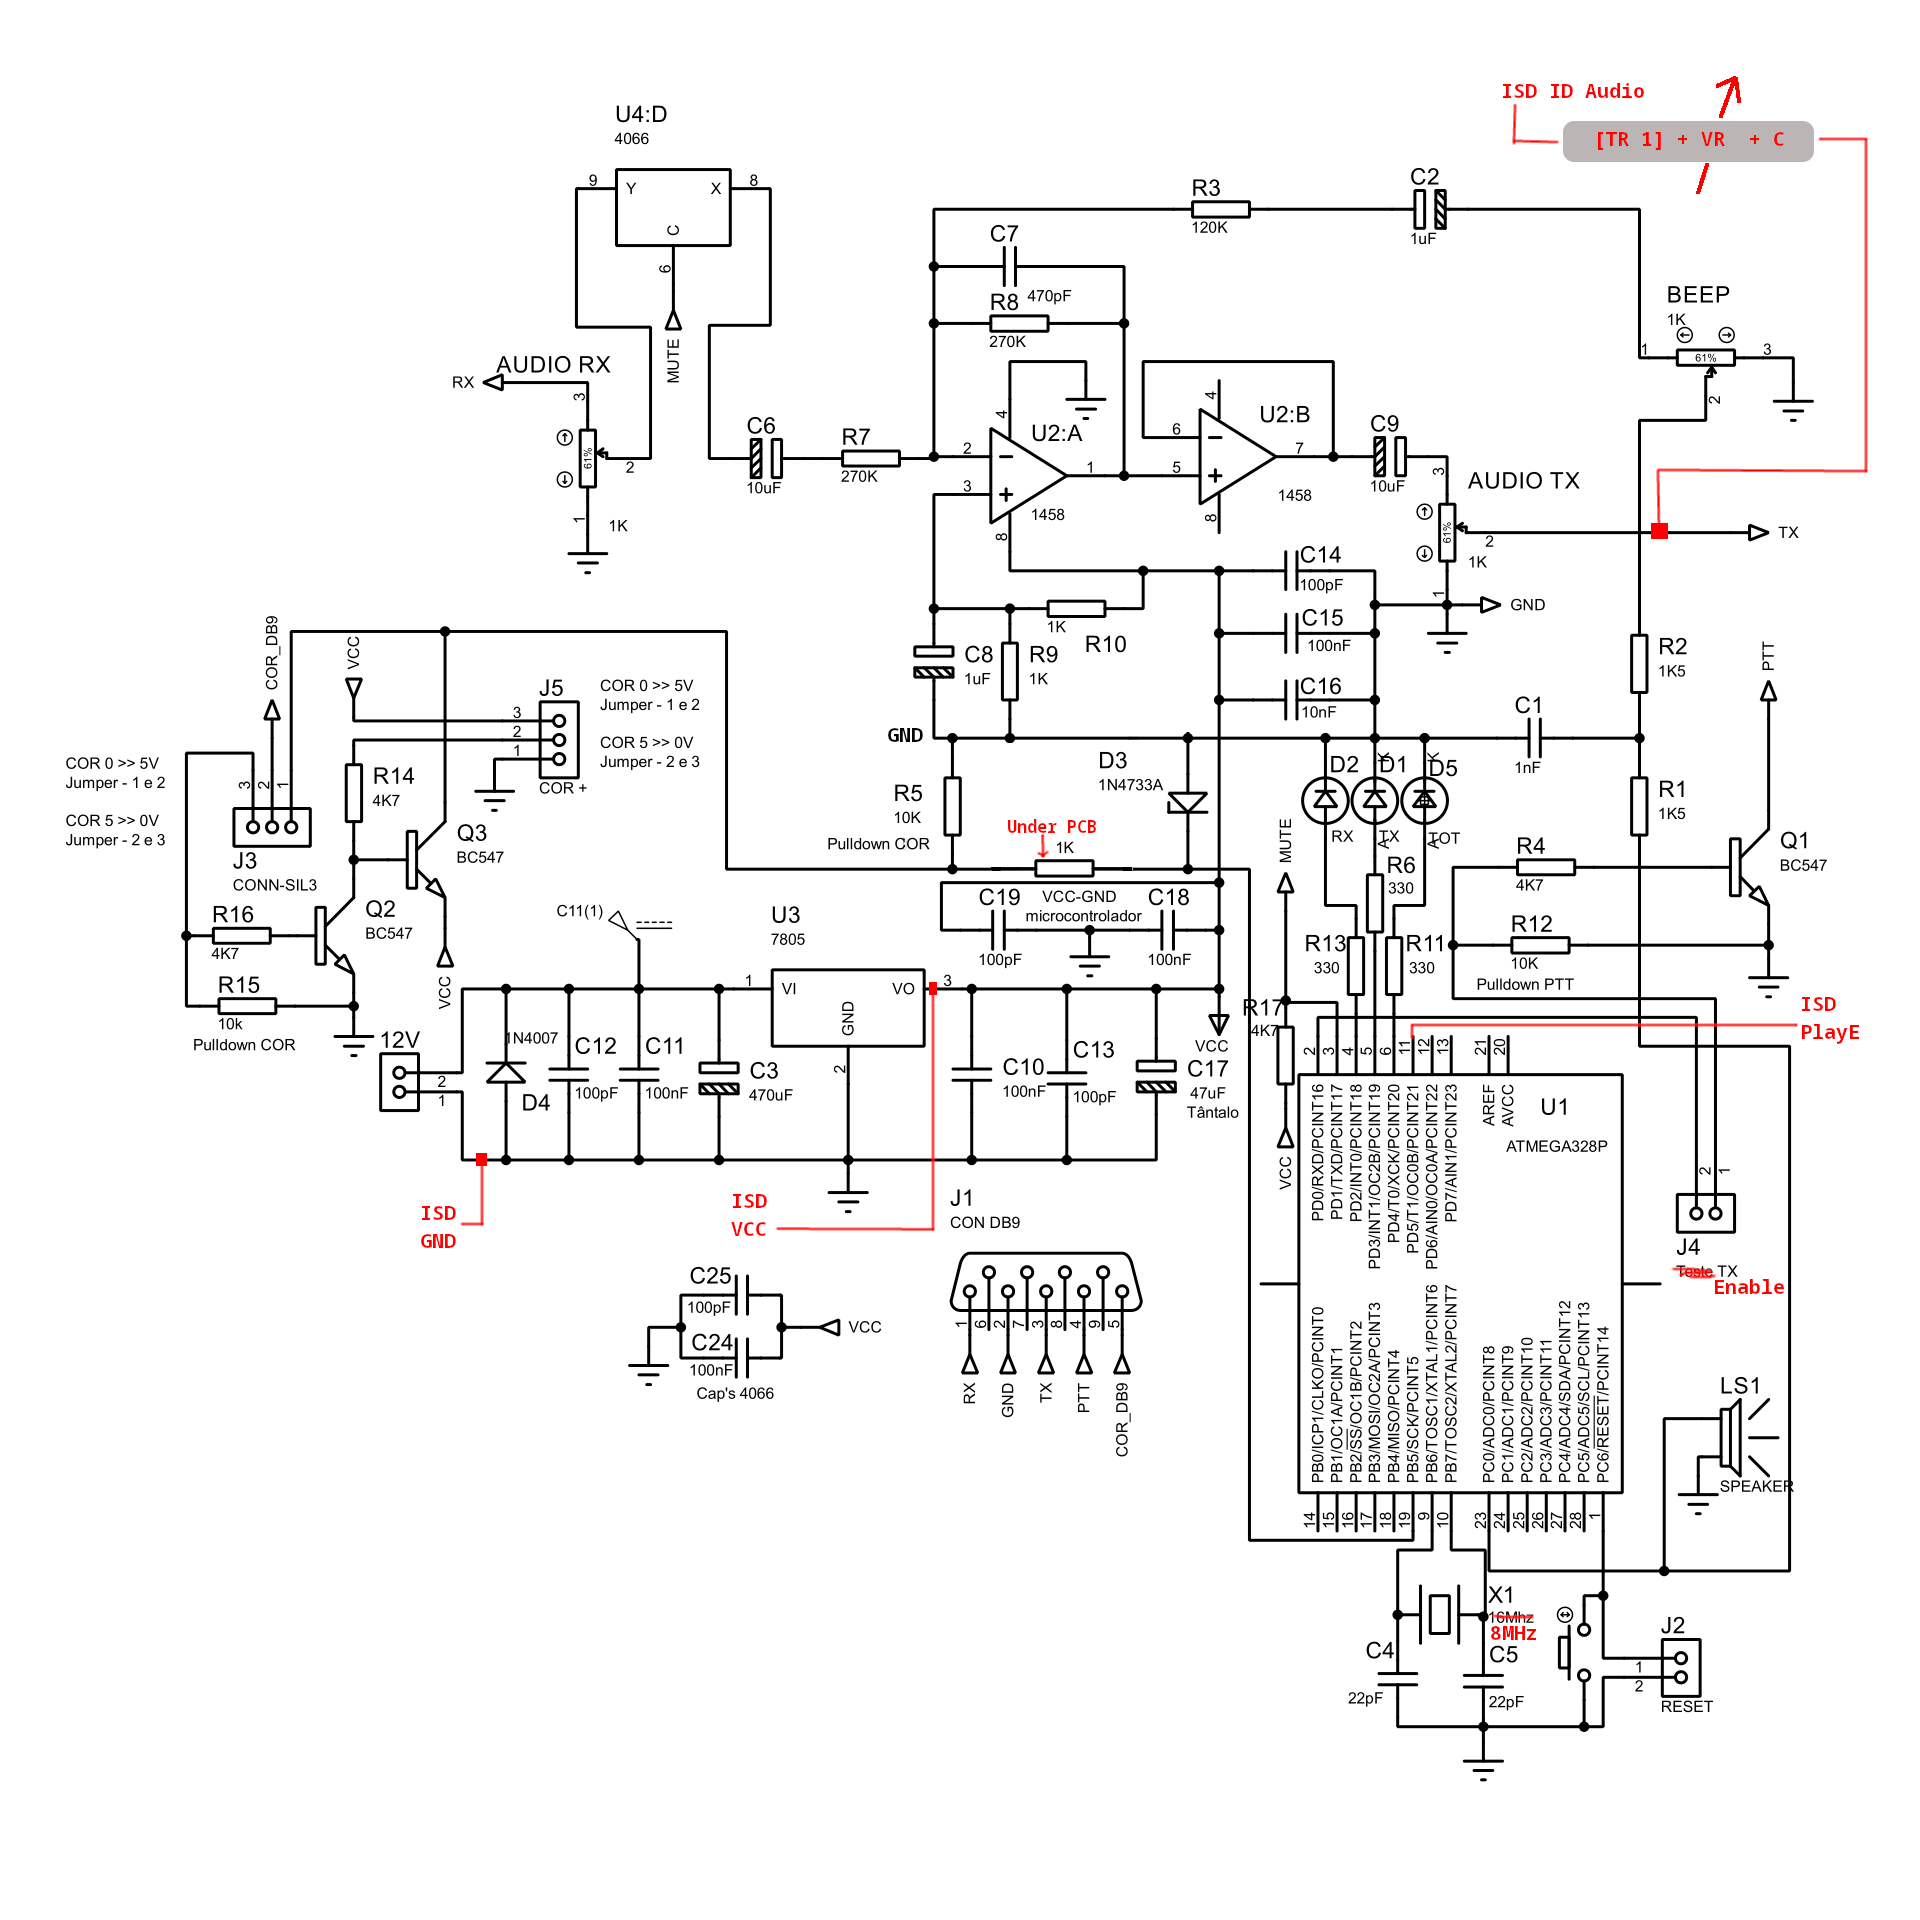 ISD ID Audio
[TR 1] + VR + C
U4:D
4066
9
Y
X
8
C
6
MUTE
C2
1uF
R3
120K
C7
470pF
R8
270K
BEEP
1K
61%
1
3
2
AUDIO RX
RX
3
61%
2
1
1K
C6
10uF
R7
270K
2
3
4
8
1
U2:A
1458
6
5
4
8
7
U2:B
1458
C9
10uF
3
AUDIO TX
61%
2
1K
1
TX
GND
C14
100pF
C15
100nF
C16
10nF
1K
R10
C8
1uF
R9
1K
GND
R2
1K5
PTT
C1
1nF
R1
1K5
COR_DB9
VCC
J5
3
2
1
COR +
COR 0 >> 5V
Jumper - 1 e 2
COR 5 >> 0V
Jumper - 2 e 3
COR 0 >> 5V
Jumper - 1 e 2
COR 5 >> 0V
Jumper - 2 e 3
3
2
1
J3
CONN-SIL3
R14
4K7
Q3
BC547
R16
4K7
Q2
BC547
R15
10k
Pulldown COR
VCC
R5
10K
Pulldown COR
D3
1N4733A
Under PCB
1K
D2
K
D1
K
D5
RX
A
TX
A
TOT
R6
330
R13
330
R11
330
MUTE
R4
4K7
Q1
BC547
R12
10K
Pulldown PTT
C19
100pF
VCC-GND
microcontrolador
C18
100nF
C11(1)
U3
7805
1
VI
VO
3
GND
2
12V
2
1
1N4007
D4
C12
100pF
C11
100nF
C3
470uF
C10
100nF
C13
100pF
C17
47uF
Tântalo
VCC
R17
4K7
VCC
ISD
PlayE
ISD
GND
ISD
VCC
2
3
4
5
6
11
12
13
21
20
PD0/RXD/PCINT16
PD1/TXD/PCINT17
PD2/INT0/PCINT18
PD3/INT1/OC2B/PCINT19
PD4/T0/XCK/PCINT20
PD5/T1/OC0B/PCINT21
PD6/AIN0/OC0A/PCINT22
PD7/AIN1/PCINT23
AREF
AVCC
U1
ATMEGA328P
PB0/ICP1/CLKO/PCINT0
PB1/OC1A/PCINT1
PB2/SS/OC1B/PCINT2
PB3/MOSI/OC2A/PCINT3
PB4/MISO/PCINT4
PB5/SCK/PCINT5
PB6/TOSC1/XTAL1/PCINT6
PB7/TOSC2/XTAL2/PCINT7
PC0/ADC0/PCINT8
PC1/ADC1/PCINT9
PC2/ADC2/PCINT10
PC3/ADC3/PCINT11
PC4/ADC4/SDA/PCINT12
PC5/ADC5/SCL/PCINT13
PC6/RESET/PCINT14
14
15
16
17
18
19
9
10
23
24
25
26
27
28
1
2
1
J4
Teste TX
Enable
J1
CON DB9
1
6
2
7
3
8
4
9
5
RX
GND
TX
PTT
COR_DB9
C25
100pF
C24
100nF
Cap's 4066
VCC
LS1
SPEAKER
X1
16Mhz
8MHz
C4
22pF
C5
22pF
J2
1
2
RESET